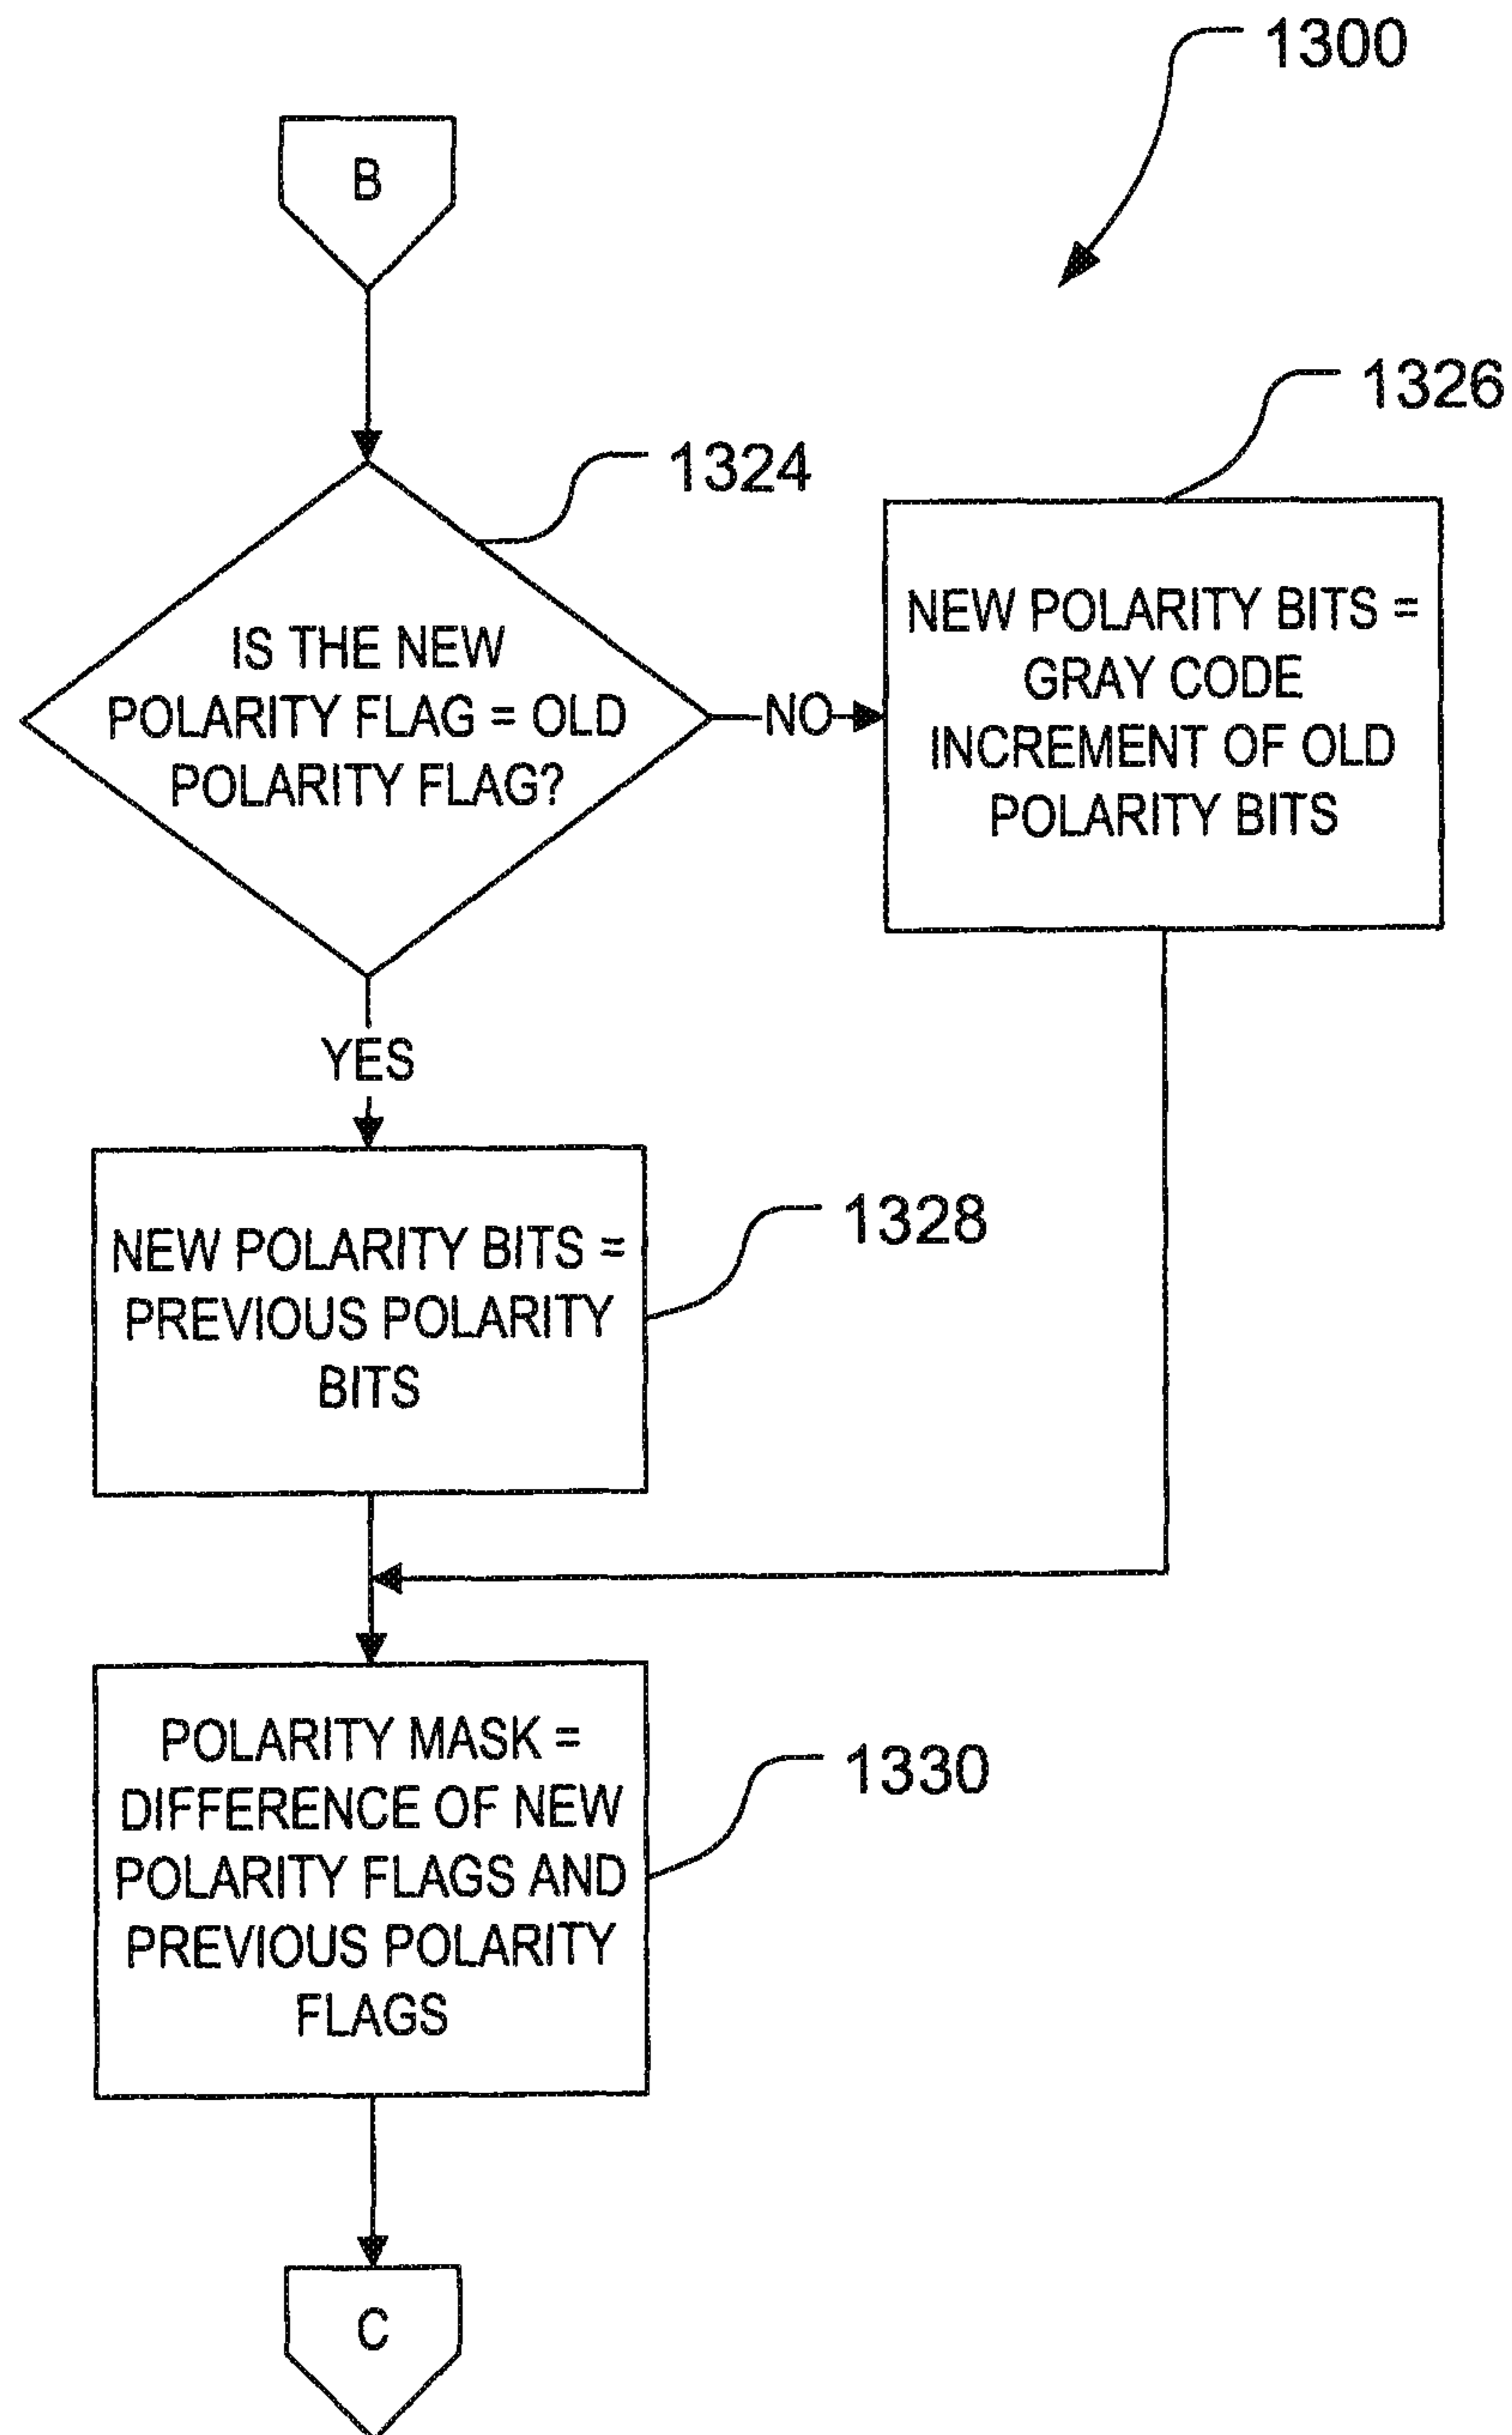 1300
B
1324
1326
IS THE NEW
POLARITY FLAG = OLD
POLARITY FLAG?
NO
NEW POLARITY BITS =
GRAY CODE
INCREMENT OF OLD
POLARITY BITS
YES
1328
NEW POLARITY BITS =
PREVIOUS POLARITY
BITS
1330
POLARITY MASK =
DIFFERENCE OF NEW
POLARITY FLAGS AND
PREVIOUS POLARITY
FLAGS
C